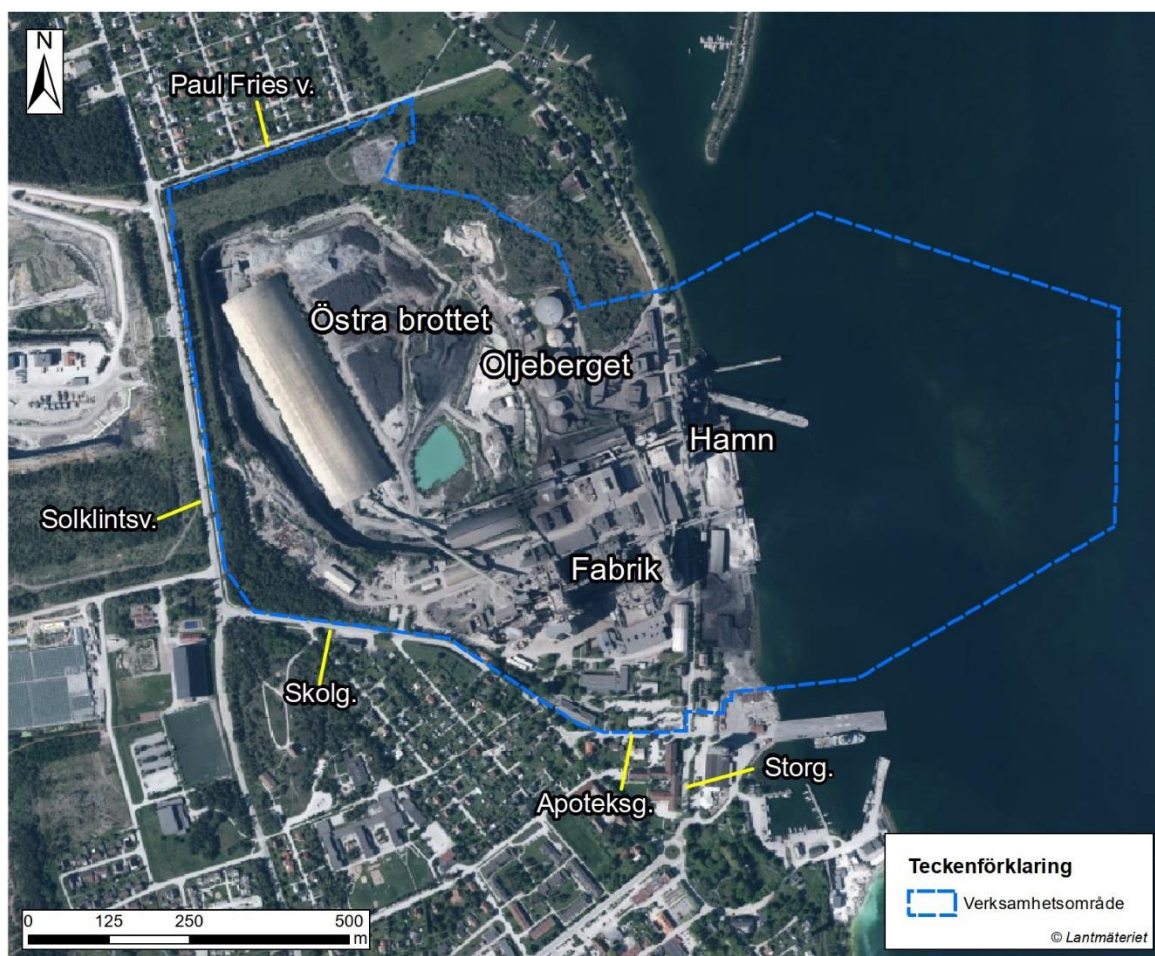 N
Paul Fries v.
Östra brottet
Oljeberget
Hamn
Solklintsv.
Fabrik
Skolg.
Storg.
Apoteksg.
Teckenförklaring
Verksamhetsområde
© Lantmäteriet
0 125 250 500
m